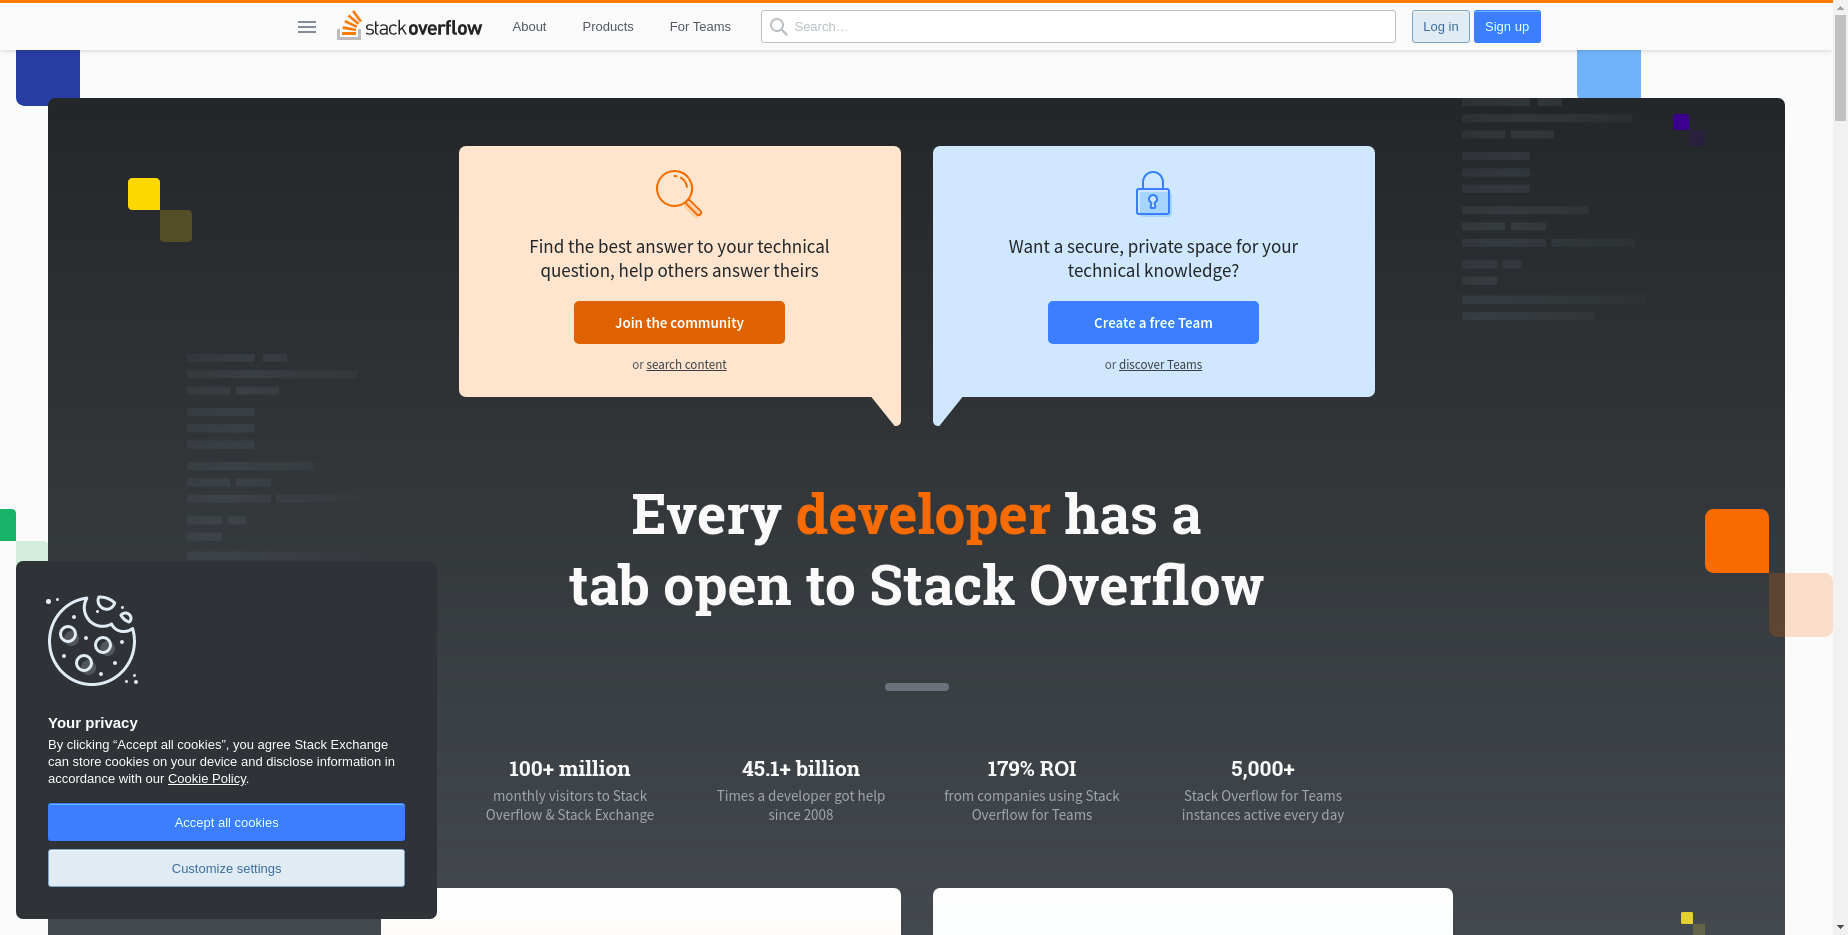 stack overflow
About
Products
For Teams
Search…
Log in
Sign up
Find the best answer to your technical
question, help others answer theirs
Join the community
or search content
Want a secure, private space for your
technical knowledge?
Create a free Team
or discover Teams
Every developer has a
tab open to Stack Overflow
100+ million
monthly visitors to Stack
Overflow & Stack Exchange
45.1+ billion
Times a developer got help
since 2008
179% ROI
from companies using Stack
Overflow for Teams
5,000+
Stack Overflow for Teams
instances active every day
Your privacy
By clicking “Accept all cookies”, you agree Stack Exchange
can store cookies on your device and disclose information in
accordance with our Cookie Policy.
Accept all cookies
Customize settings